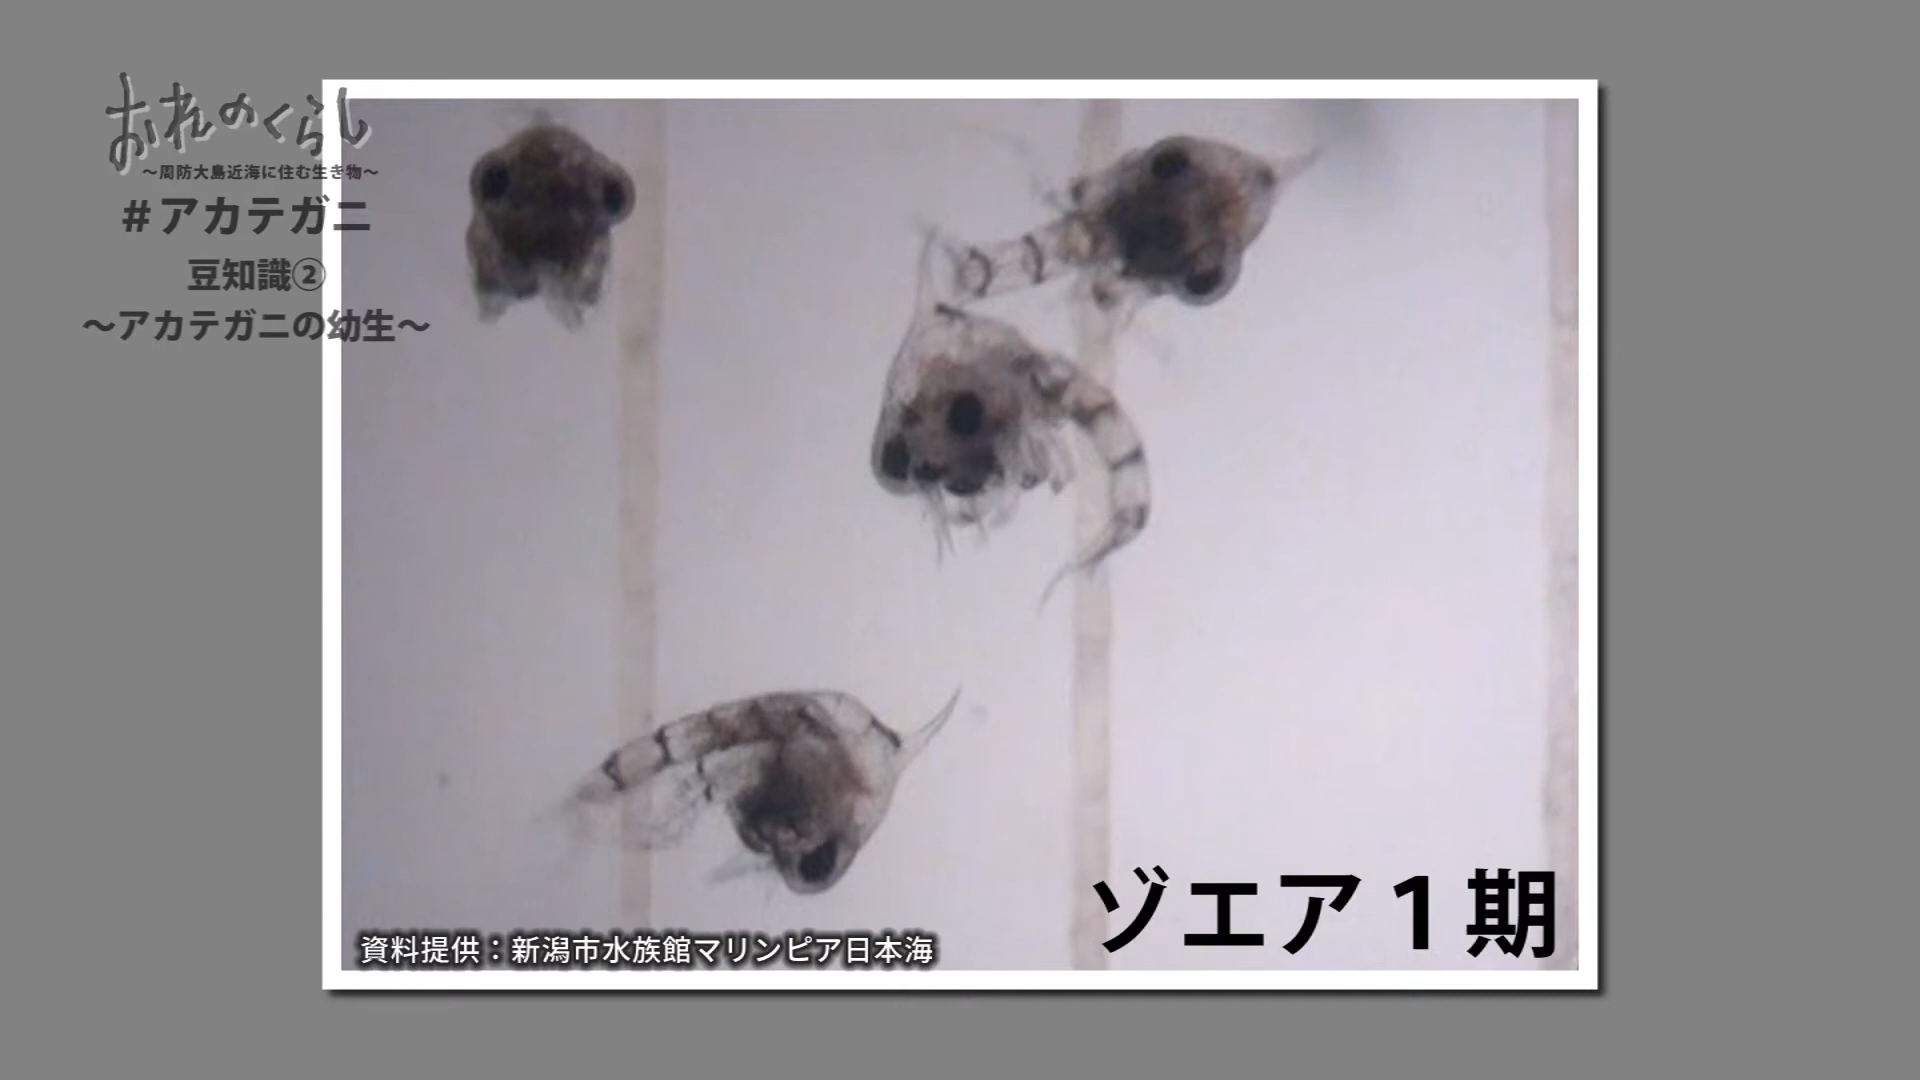 おれのくらし
～周防大島近海に住む生き物～
#アカテガニ
豆知識②
～アカテガニの幼生～
ゾエア1期
資料提供：新潟市水族館マリンピア日本海